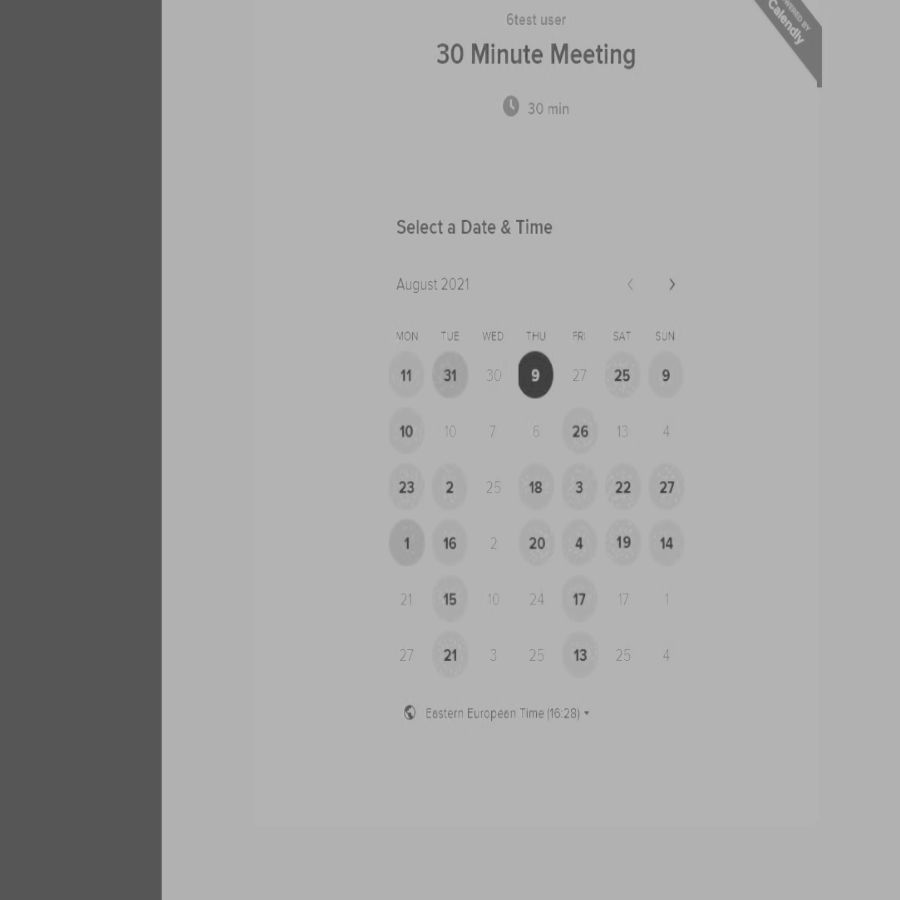 6test user
POWERED BY
Calendly
30 Minute Meeting
30 min
Select a Date & Time
August 2021
MON TUE WED THU FRI SAT SUN
11 31 30 9 27 25 9
10 10 7 6 26 13 4
23 2 25 18 3 22 27
1 16 2 20 4 19 14
21 15 10 24 17 17 1
27 21 3 25 13 25 4
Eastern European Time (16:28)